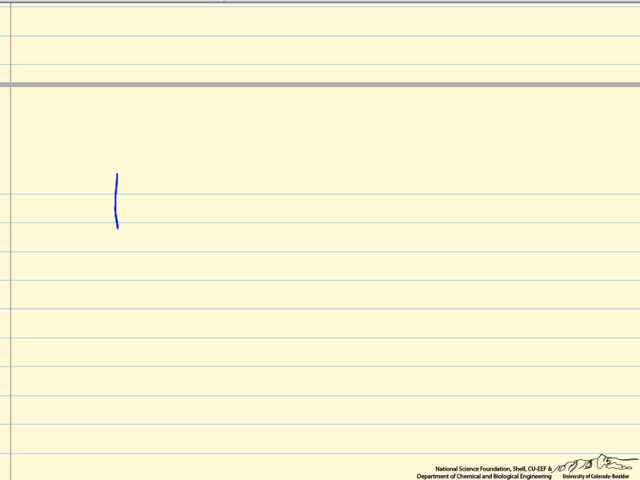 National Science Foundation, Shell, CU-EEF &
Department of Chemical and Biological Engineering
University of Colorado-Boulder